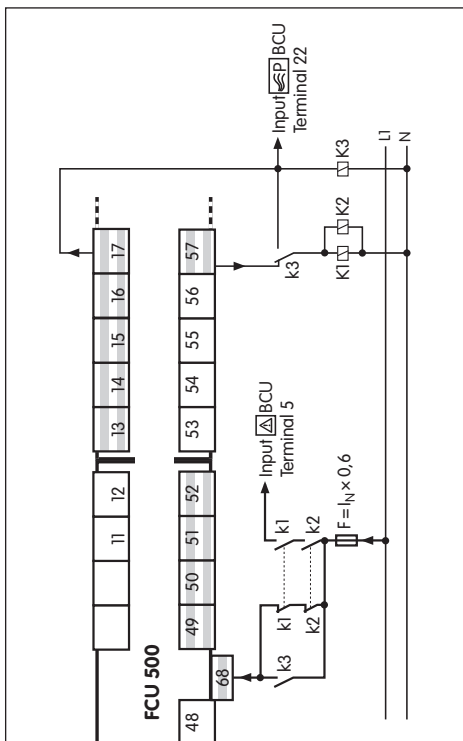 11 12 13 14 15 16 17
FCU 500
48 49 50 51 52 53 54 55 56 57
68
Input BCU
Terminal 5
Input P BCU
Terminal 22
k3
k1
k1
k3
k2
k2
F = IN × 0,6
K1
K2
K3
L1
N